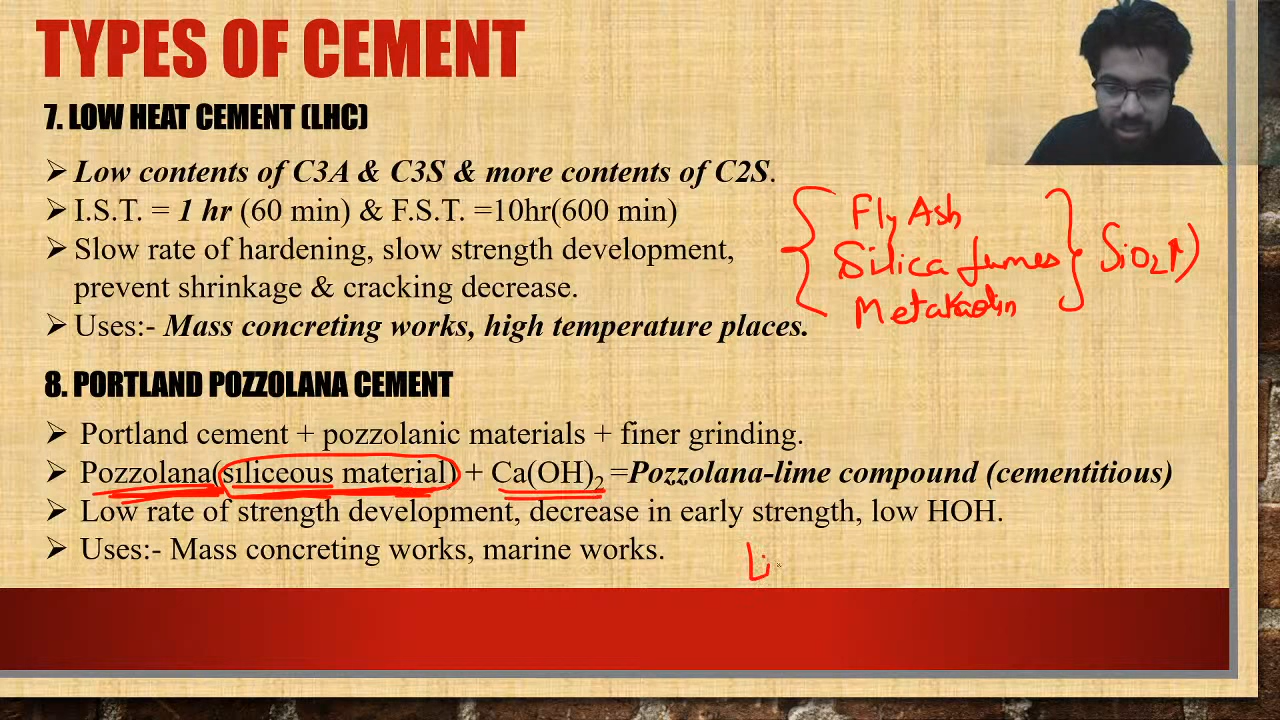 TYPES OF CEMENT
7. LOW HEAT CEMENT (LHC)
➢ Low contents of C3A & C3S & more contents of C2S.
➢ I.S.T. = 1 hr (60 min) & F.S.T. =10hr(600 min)
➢ Slow rate of hardening, slow strength development,
prevent shrinkage & cracking decrease.
➢ Uses:- Mass concreting works, high temperature places.
Fly Ash
Silica fumes
Metakaolin
SiO2↑)
8. PORTLAND POZZOLANA CEMENT
➢ Portland cement + pozzolanic materials + finer grinding.
➢ Pozzolana(siliceous material) + Ca(OH)₂ =Pozzolana-lime compound (cementitious)
➢ Low rate of strength development, decrease in early strength, low HOH.
➢ Uses:- Mass concreting works, marine works.
Li